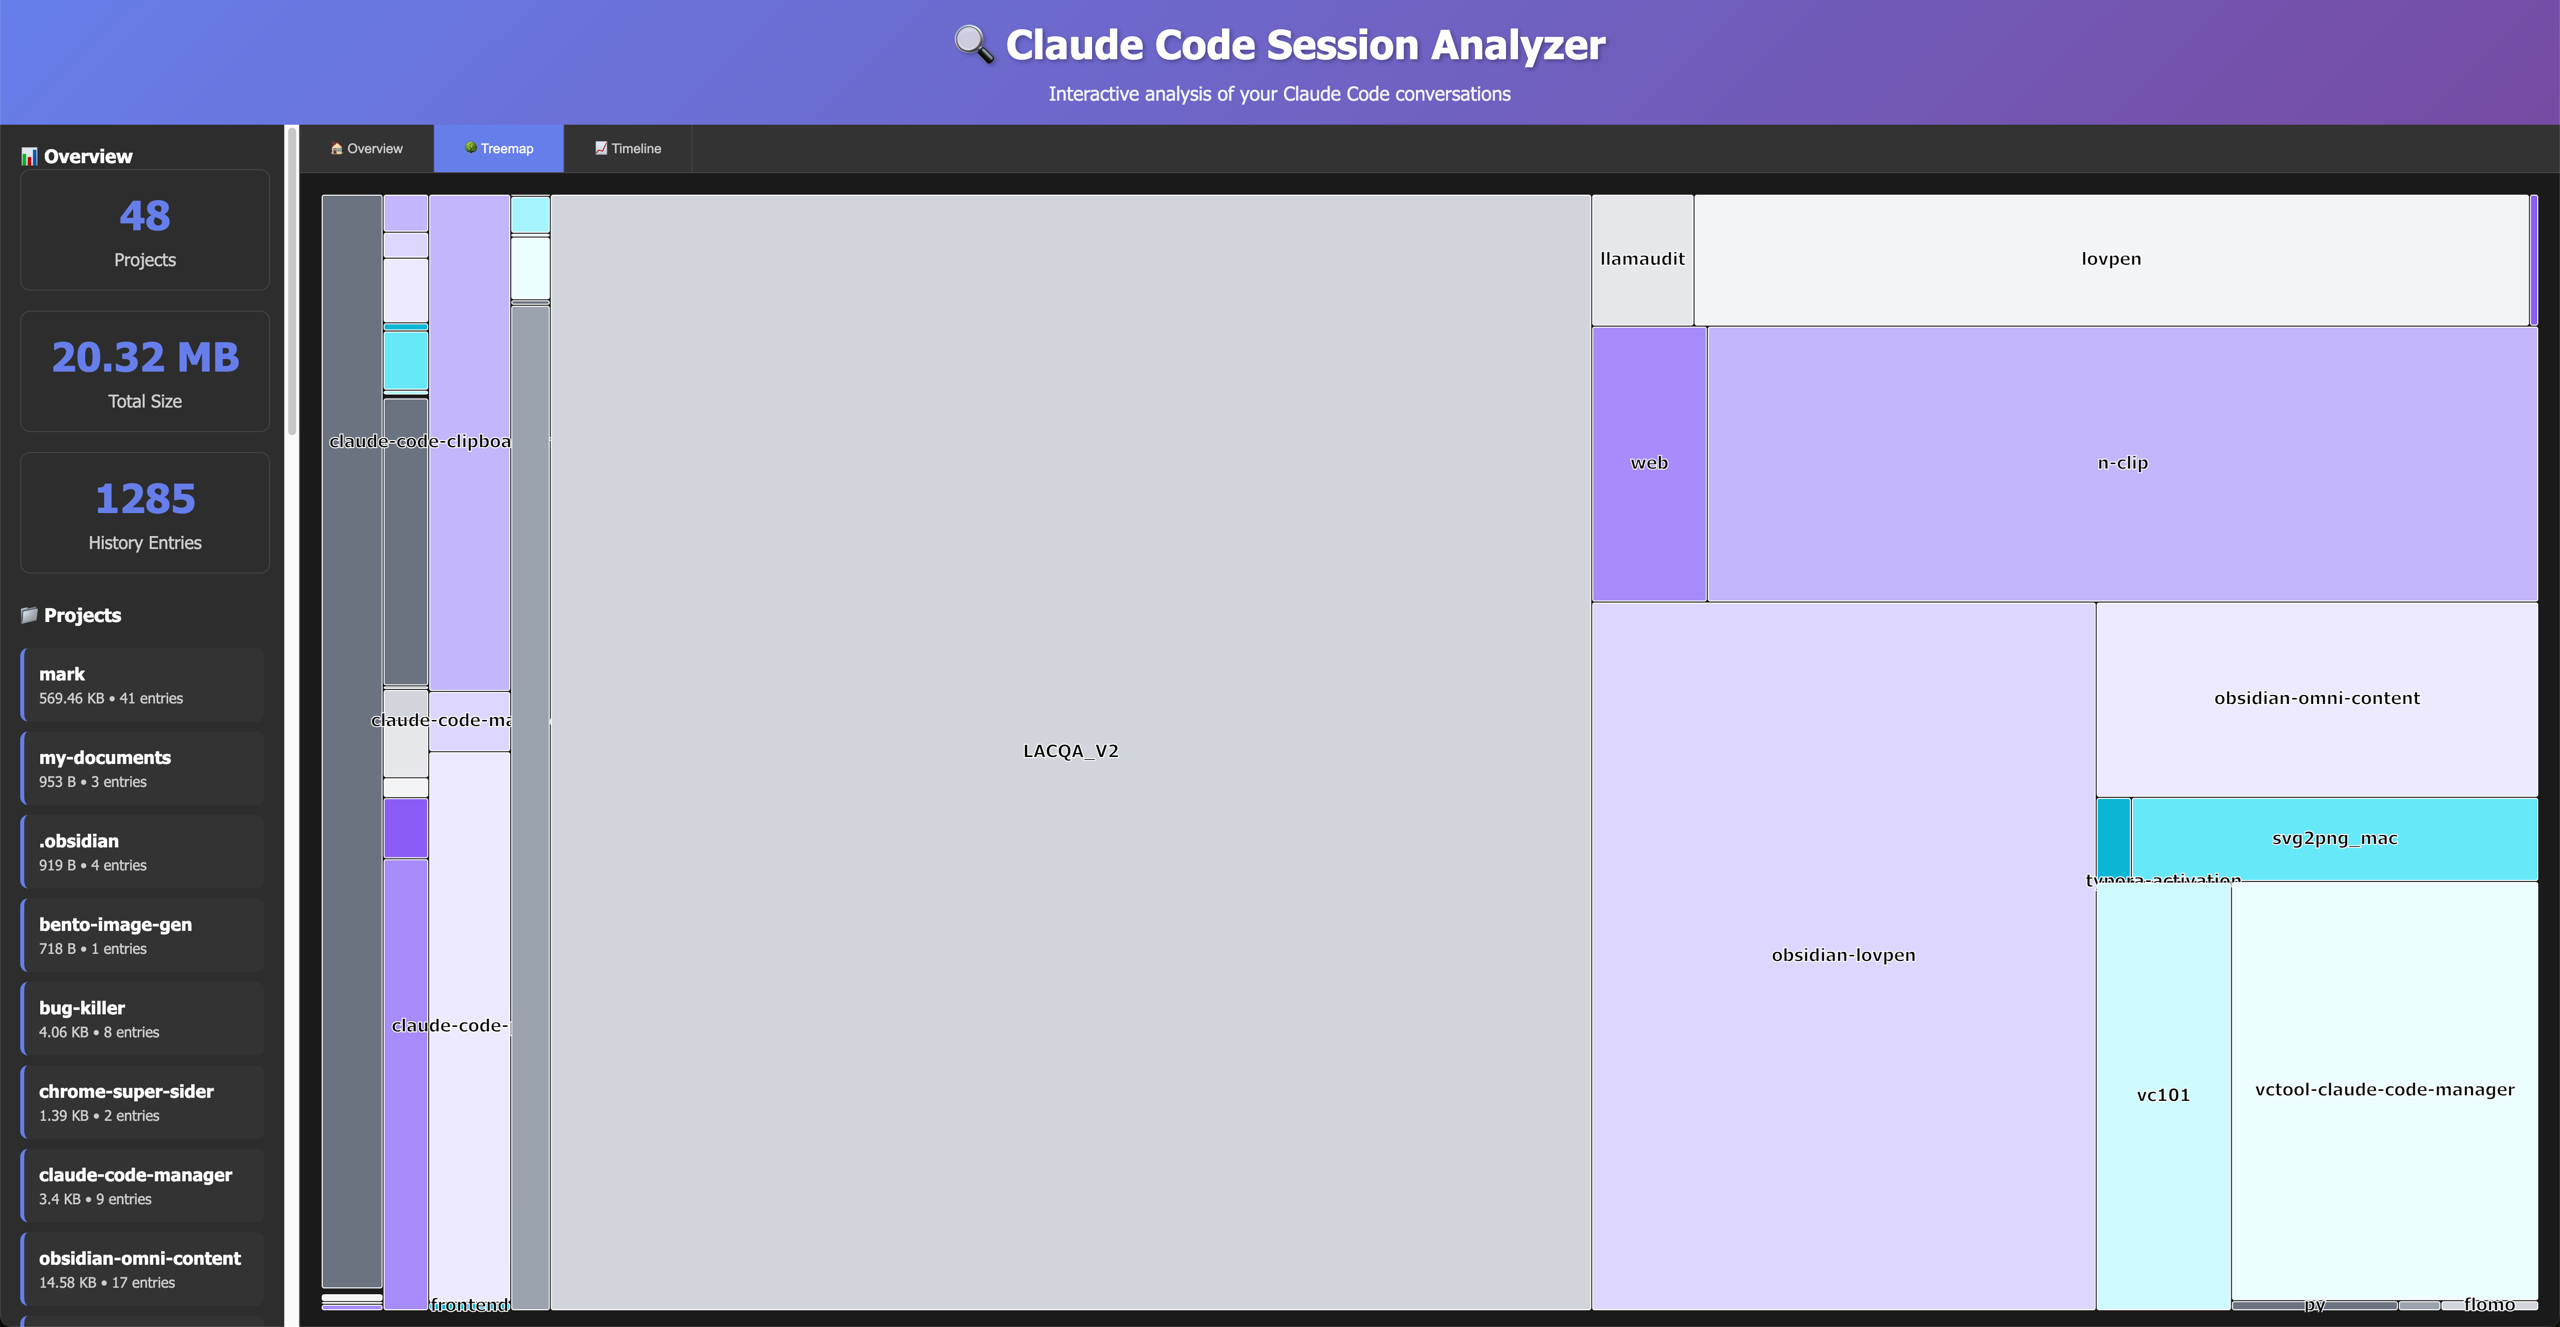 Claude Code Session Analyzer
Interactive analysis of your Claude Code conversations
Overview
48
Projects
20.32 MB
Total Size
1285
History Entries
Projects
mark
569.46 KB • 41 entries
my-documents
953 B • 3 entries
.obsidian
919 B • 4 entries
bento-image-gen
718 B • 1 entries
bug-killer
4.06 KB • 8 entries
chrome-super-sider
1.39 KB • 2 entries
claude-code-manager
3.4 KB • 9 entries
obsidian-omni-content
14.58 KB • 17 entries
Overview
Treemap
Timeline
claude-code-clipboa
claude-code-ma
claude-code-
frontend
LACQA_V2
llamaudit
lovpen
web
n-clip
obsidian-lovpen
obsidian-omni-content
svg2png_mac
typora-activation
vc101
vctool-claude-code-manager
py
flomo